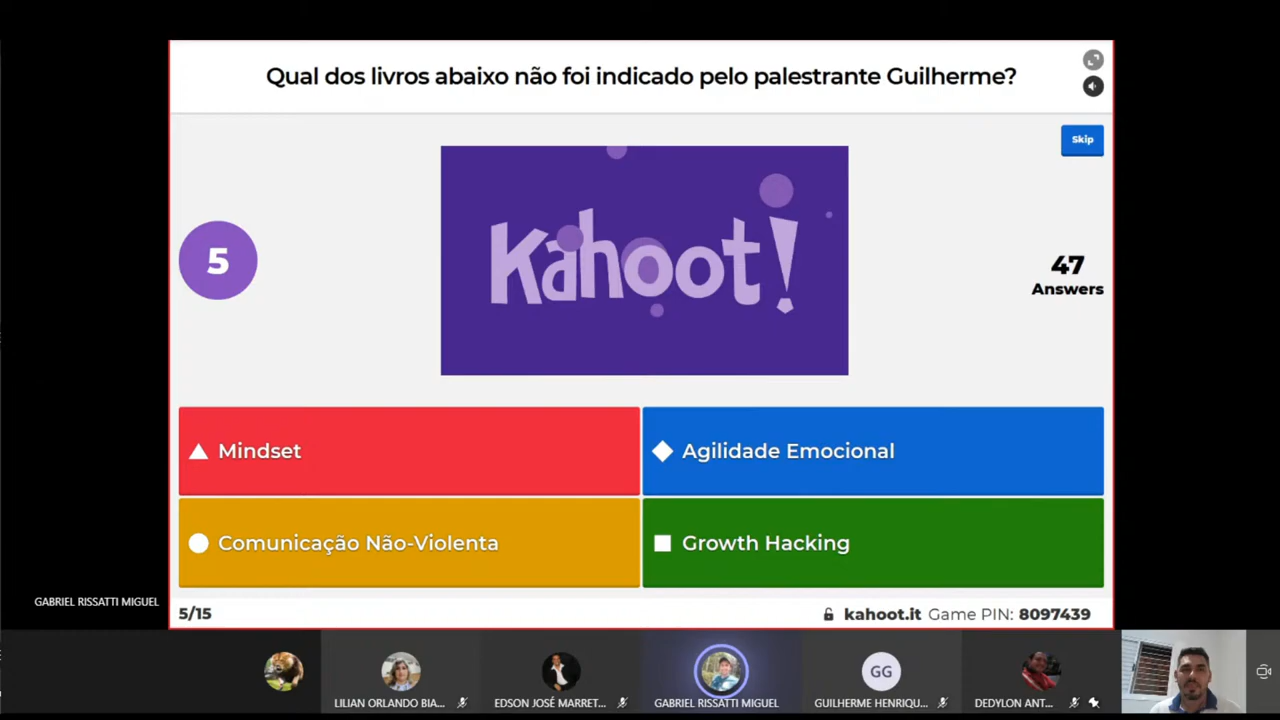 Qual dos livros abaixo não foi indicado pelo palestrante Guilherme?
Skip
5
Kahoot!
47
Answers
Mindset
Agilidade Emocional
Comunicação Não-Violenta
Growth Hacking
5/15
kahoot.it Game PIN: 8097439
GABRIEL RISSATTI MIGUEL
GG
LILIAN ORLANDO BIA...
EDSON JOSÉ MARRET...
GABRIEL RISSATTI MIGUEL
GUILHERME HENRIQU...
DEDYLON ANT...